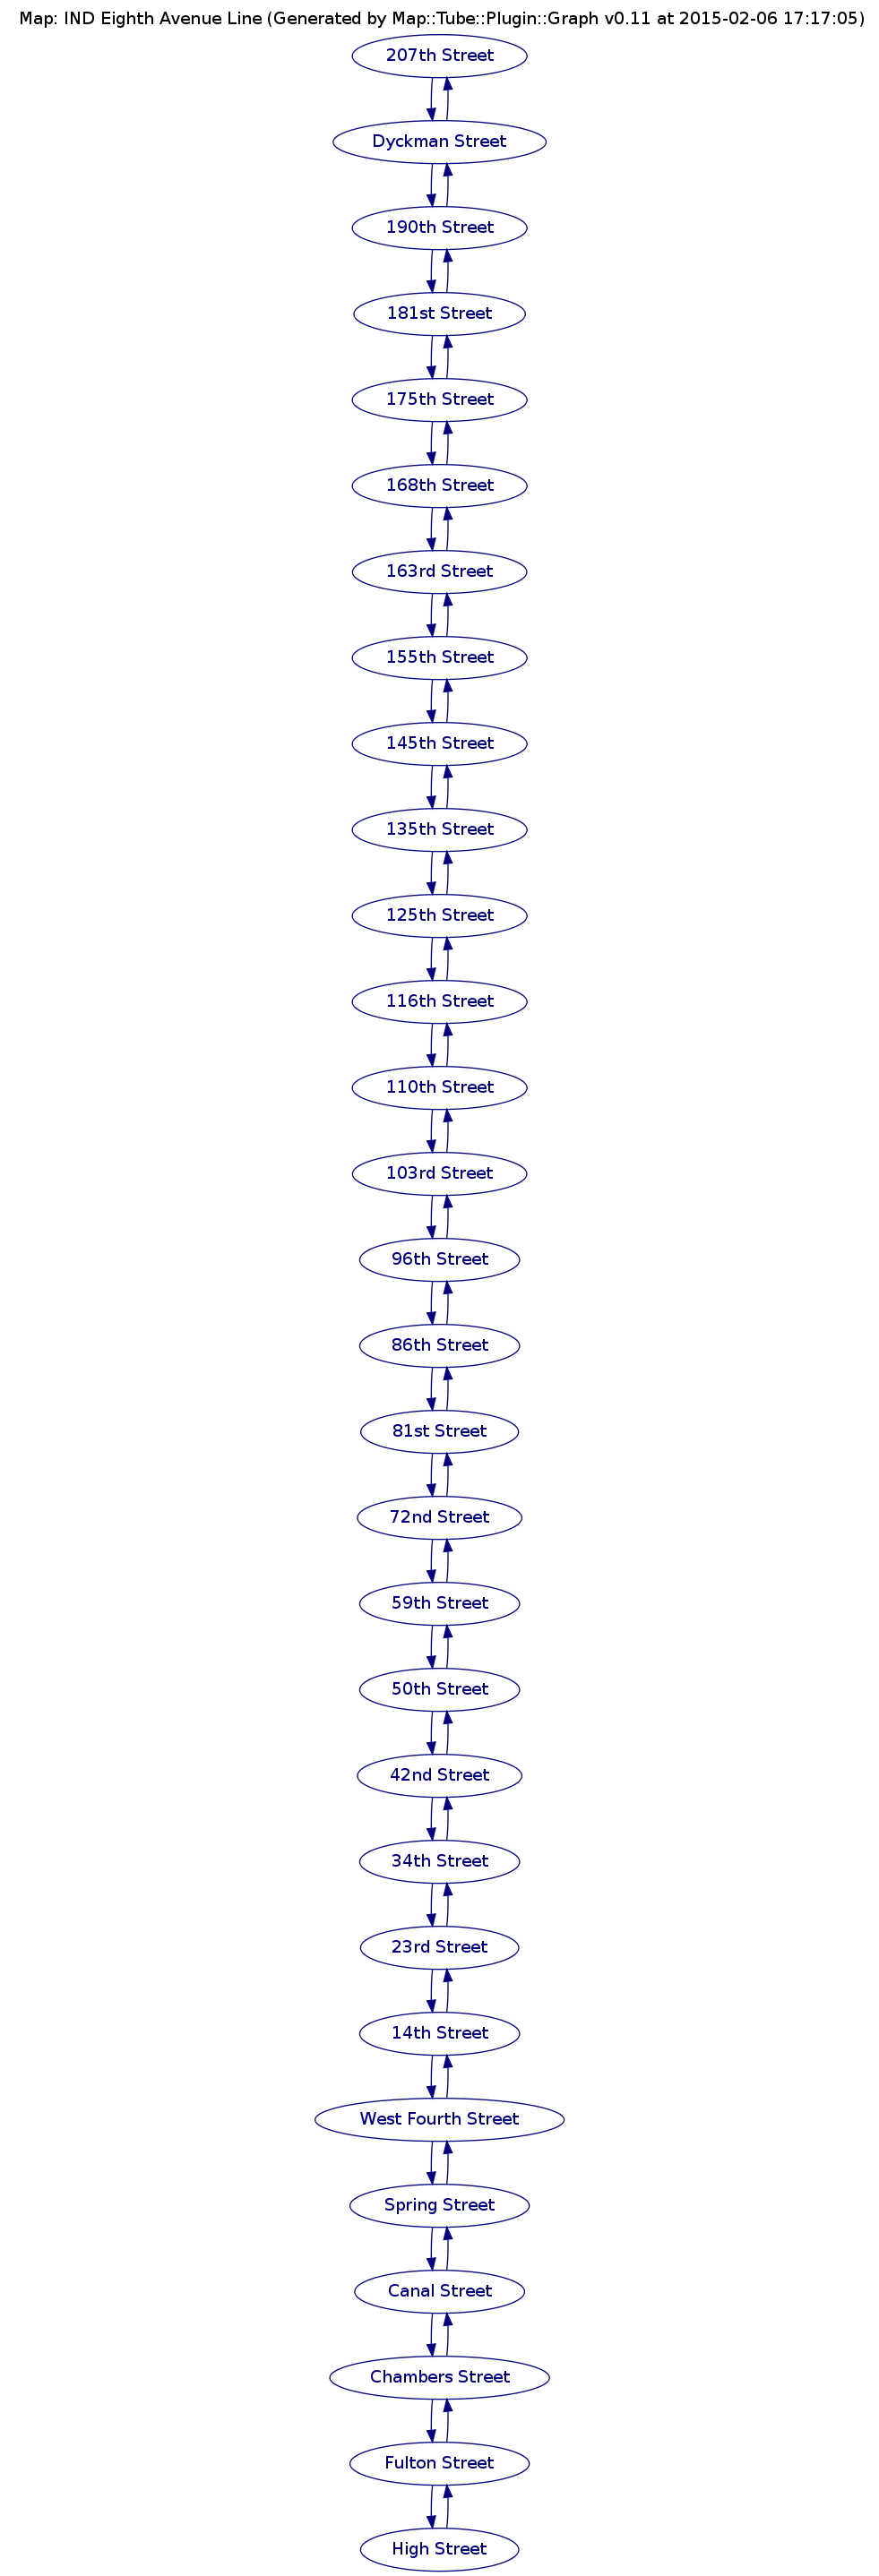 Map: IND Eighth Avenue Line (Generated by Map::Tube::Plugin::Graph v0.11 at 2015-02-06 17:17:05)
207th Street
Dyckman Street
190th Street
181st Street
175th Street
168th Street
163rd Street
155th Street
145th Street
135th Street
125th Street
116th Street
110th Street
103rd Street
96th Street
86th Street
81st Street
72nd Street
59th Street
50th Street
42nd Street
34th Street
23rd Street
14th Street
West Fourth Street
Spring Street
Canal Street
Chambers Street
Fulton Street
High Street